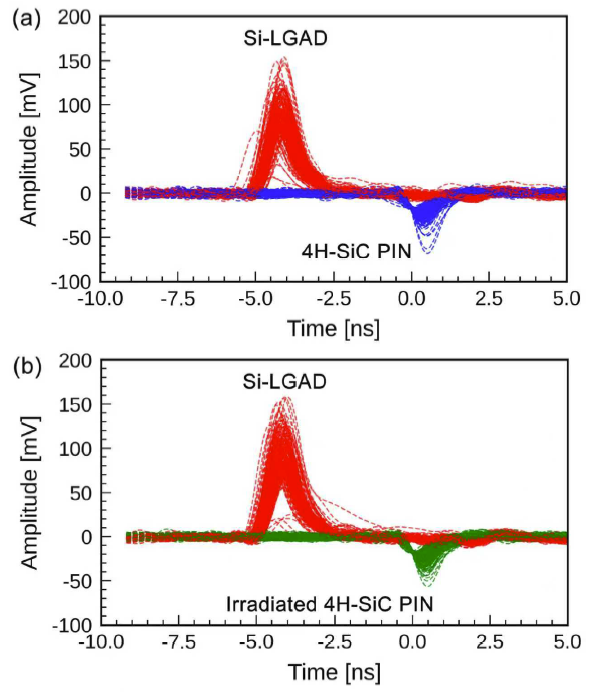 (a)
200
150
100
50
0
-50
-100
Amplitude [mV]
Si-LGAD
4H-SiC PIN
-10.0 -7.5 -5.0 -2.5 0.0 2.5 5.0
Time [ns]
(b)
200
150
100
50
0
-50
-100
Amplitude [mV]
Si-LGAD
Irradiated 4H-SiC PIN
-10.0 -7.5 -5.0 -2.5 0.0 2.5 5.0
Time [ns]